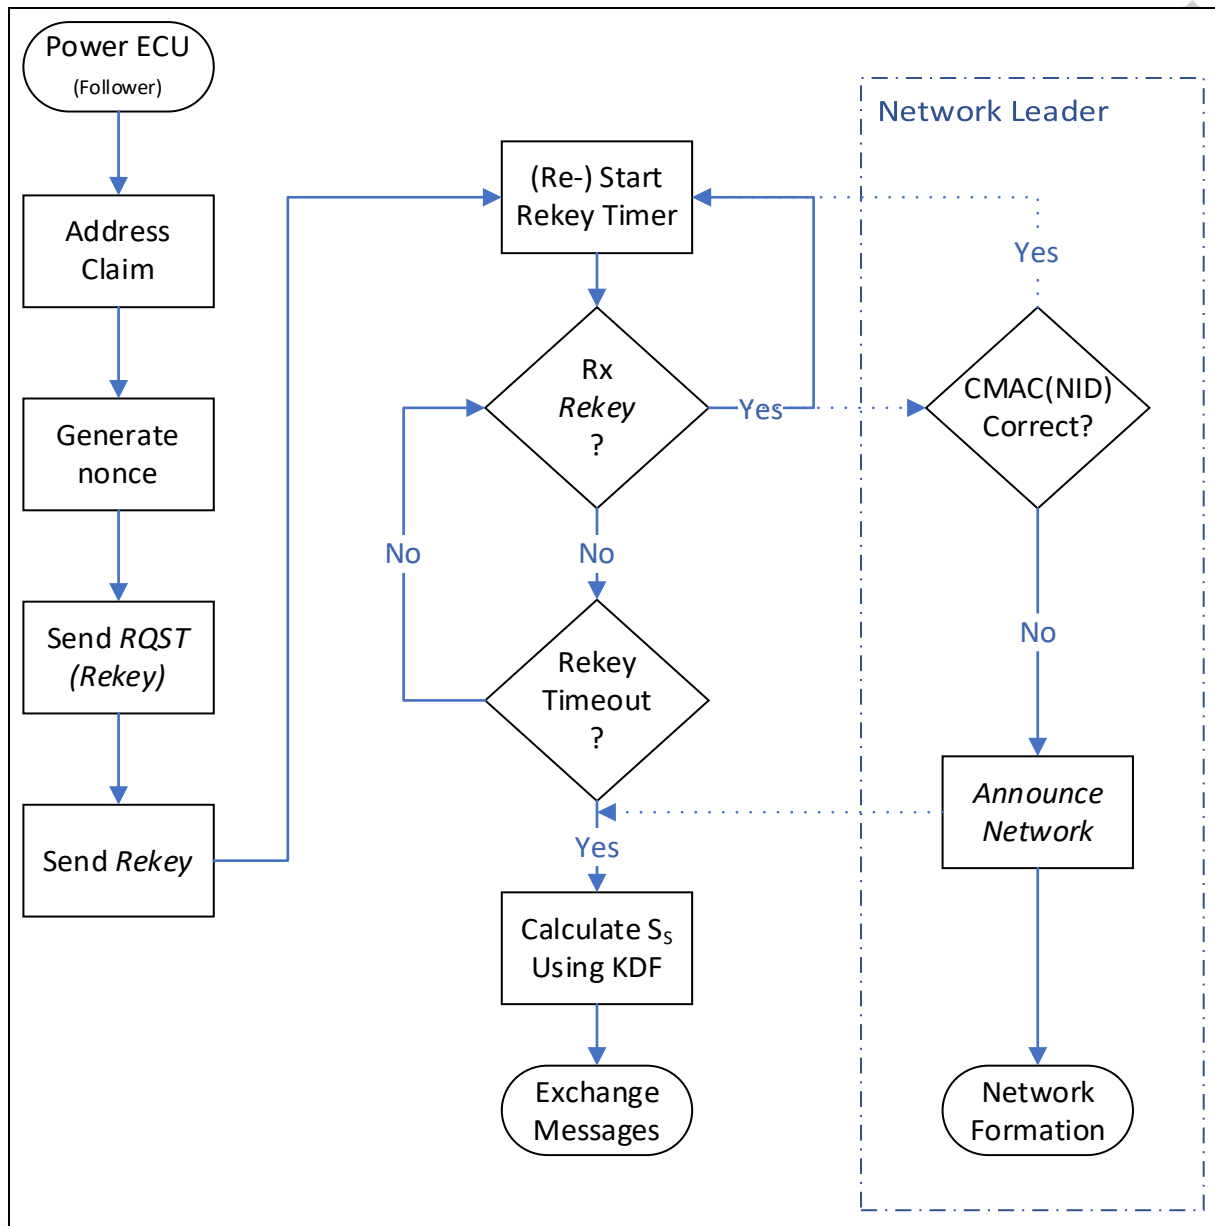 Power ECU
(Follower)
Address
Claim
Generate
nonce
Send RQST
(Rekey)
Send Rekey
(Re-) Start
Rekey Timer
Rx
Rekey
?
Yes
No
No
Rekey
Timeout
?
Yes
Calculate SS
Using KDF
Exchange
Messages
Network Leader
Yes
CMAC(NID)
Correct?
No
Announce
Network
Network
Formation